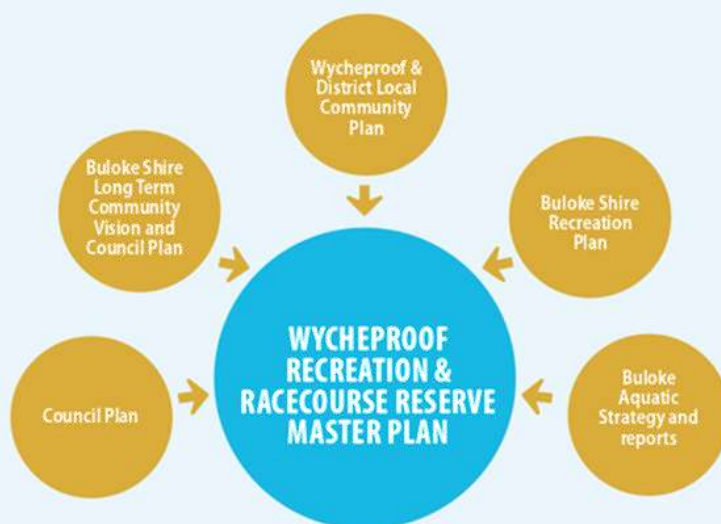 Wycheproof &
District Local
Community
Plan
Buloke Shire
Long Term
Community
Vision and
Council Plan
Buloke Shire
Recreation
Plan
Council Plan
WYCHEPROOF
RECREATION &
RACECOURSE RESERVE
MASTER PLAN
Buloke
Aquatic
Strategy and
reports